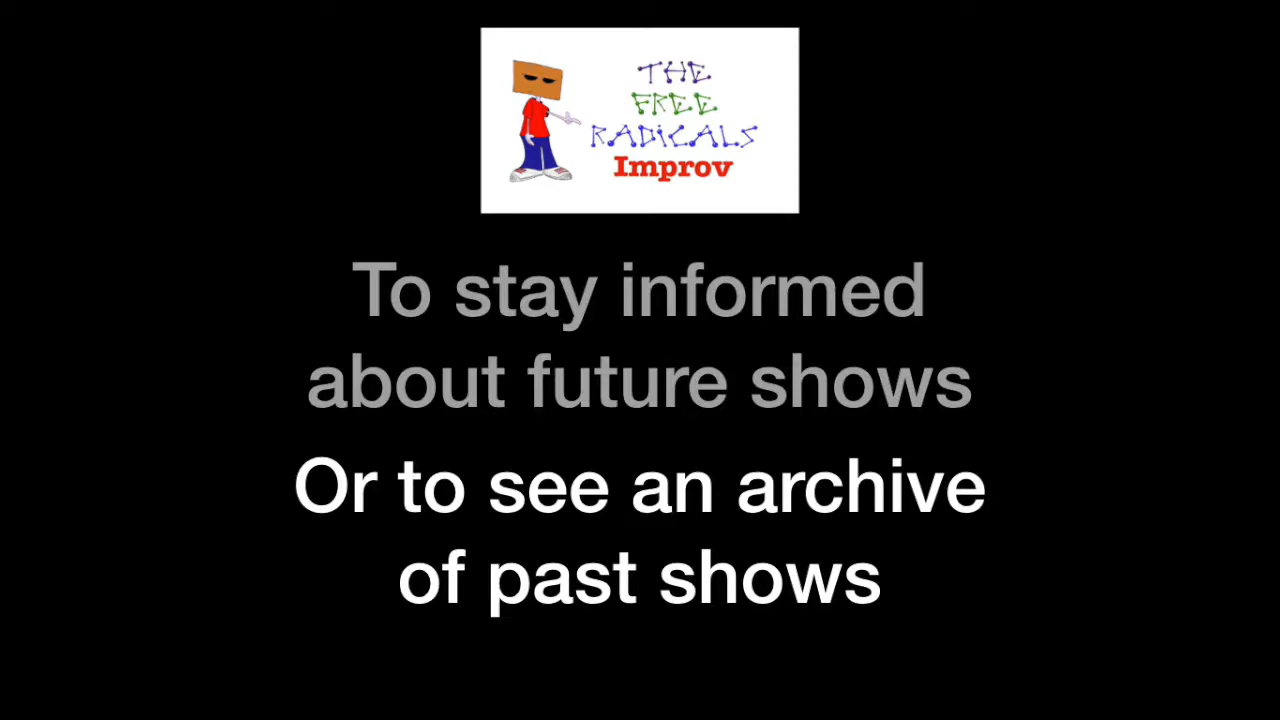 THE
FREE
RADICALS
Improv
To stay informed
about future shows
Or to see an archive
of past shows